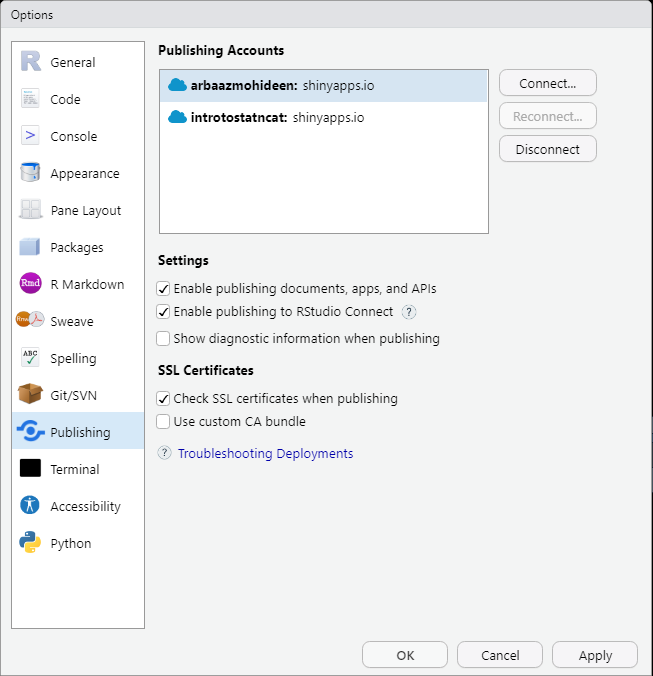 Options
General
Code
Console
Appearance
Pane Layout
Packages
Rmd R Markdown
Rnw Sweave
ABC Spelling
Git/SVN
Publishing
Terminal
Accessibility
Python
Publishing Accounts
arbaazmohideen: shinyapps.io
introtostatncat: shinyapps.io
Connect...
Reconnect...
Disconnect
Settings
Enable publishing documents, apps, and APIs
Enable publishing to RStudio Connect ?
Show diagnostic information when publishing
SSL Certificates
Check SSL certificates when publishing
Use custom CA bundle
? Troubleshooting Deployments
OK Cancel Apply